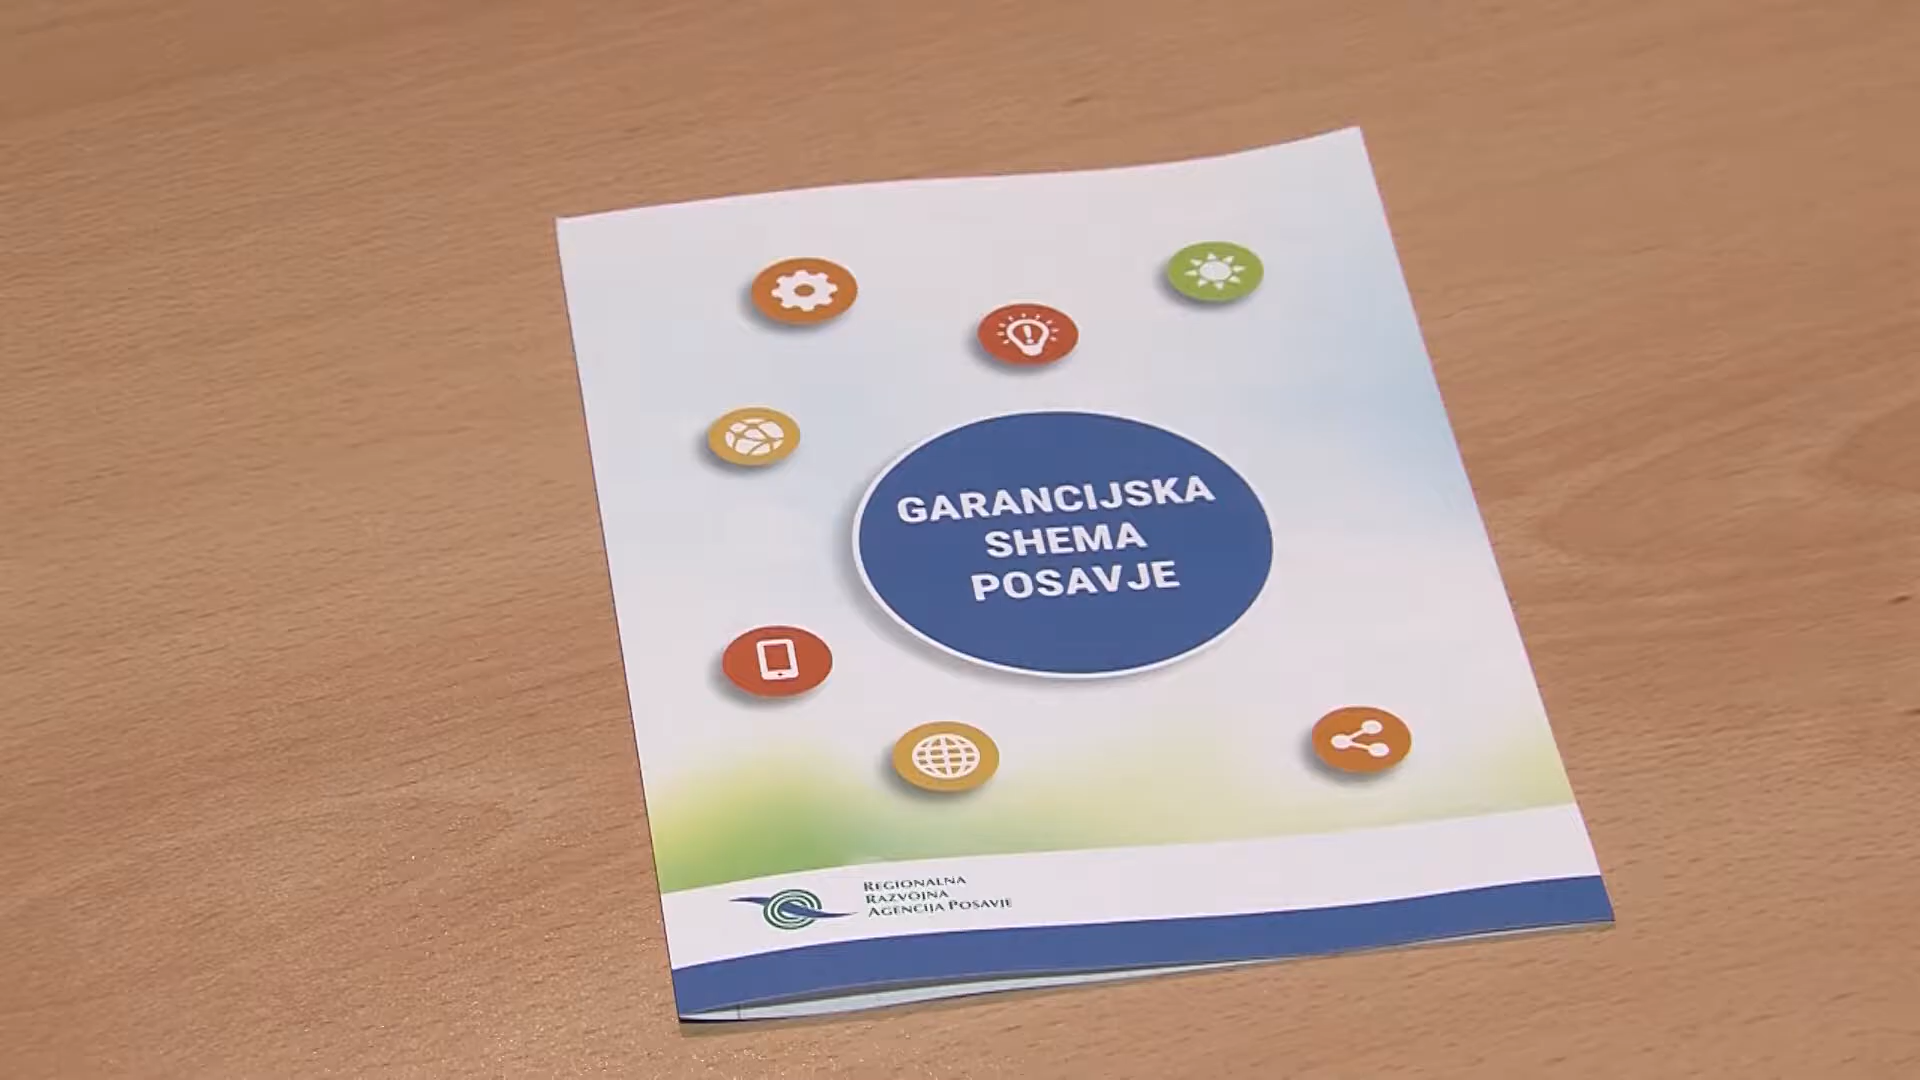 GARANCIJSKA
SHEMA
POSAVJE
REGIONALNA
RAZVOJNA
AGENCIJA POSAVJE